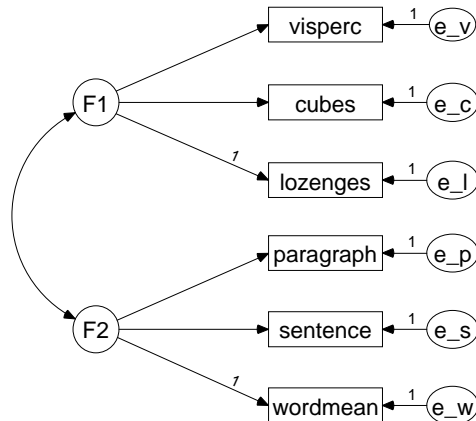 visperc
1
e_v
F1
cubes
1
e_c
1
lozenges
1
e_l
paragraph
1
e_p
F2
sentence
1
e_s
1
wordmean
1
e_w